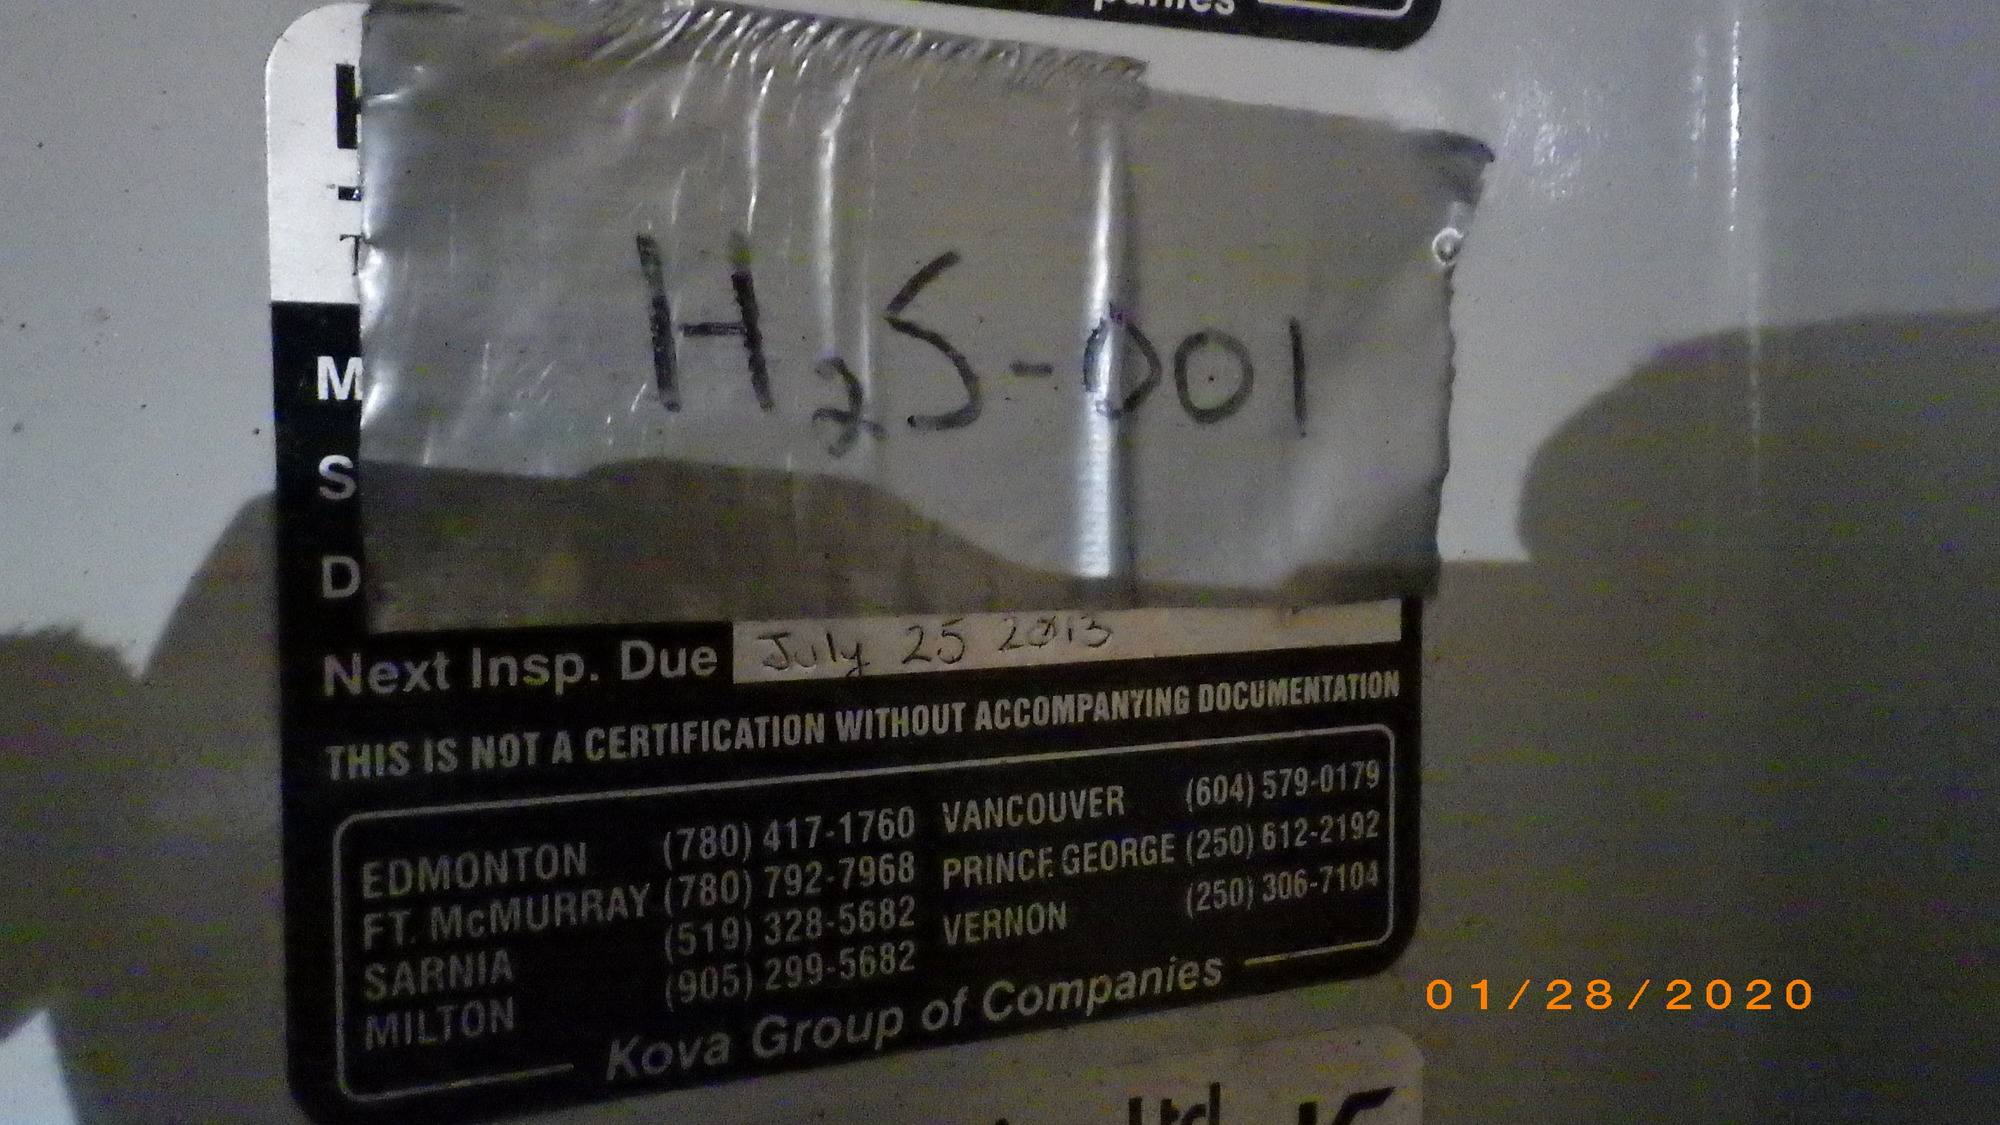 panies
H2S-001
M
S
D
Next Insp. Due July 25 2013
THIS IS NOT A CERTIFICATION WITHOUT ACCOMPANYING DOCUMENTATION
EDMONTON (780) 417-1760 VANCOUVER (604) 579-0179
FT. McMURRAY (780) 792-7968 PRINCE GEORGE (250) 612-2192
SARNIA (519) 328-5682 VERNON (250) 306-7104
MILTON (905) 299-5682
Kova Group of Companies
01/28/2020
Ltd.